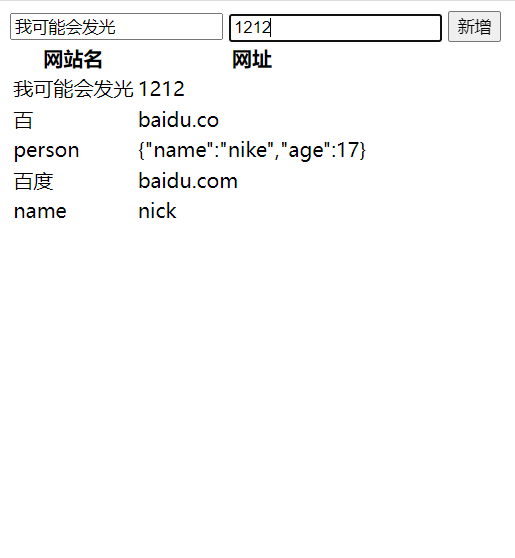 我可能会发光 1212 新增
网站名 网址
我可能会发光 1212
百 baidu.co
person {"name":"nike","age":17}
百度 baidu.com
name nick